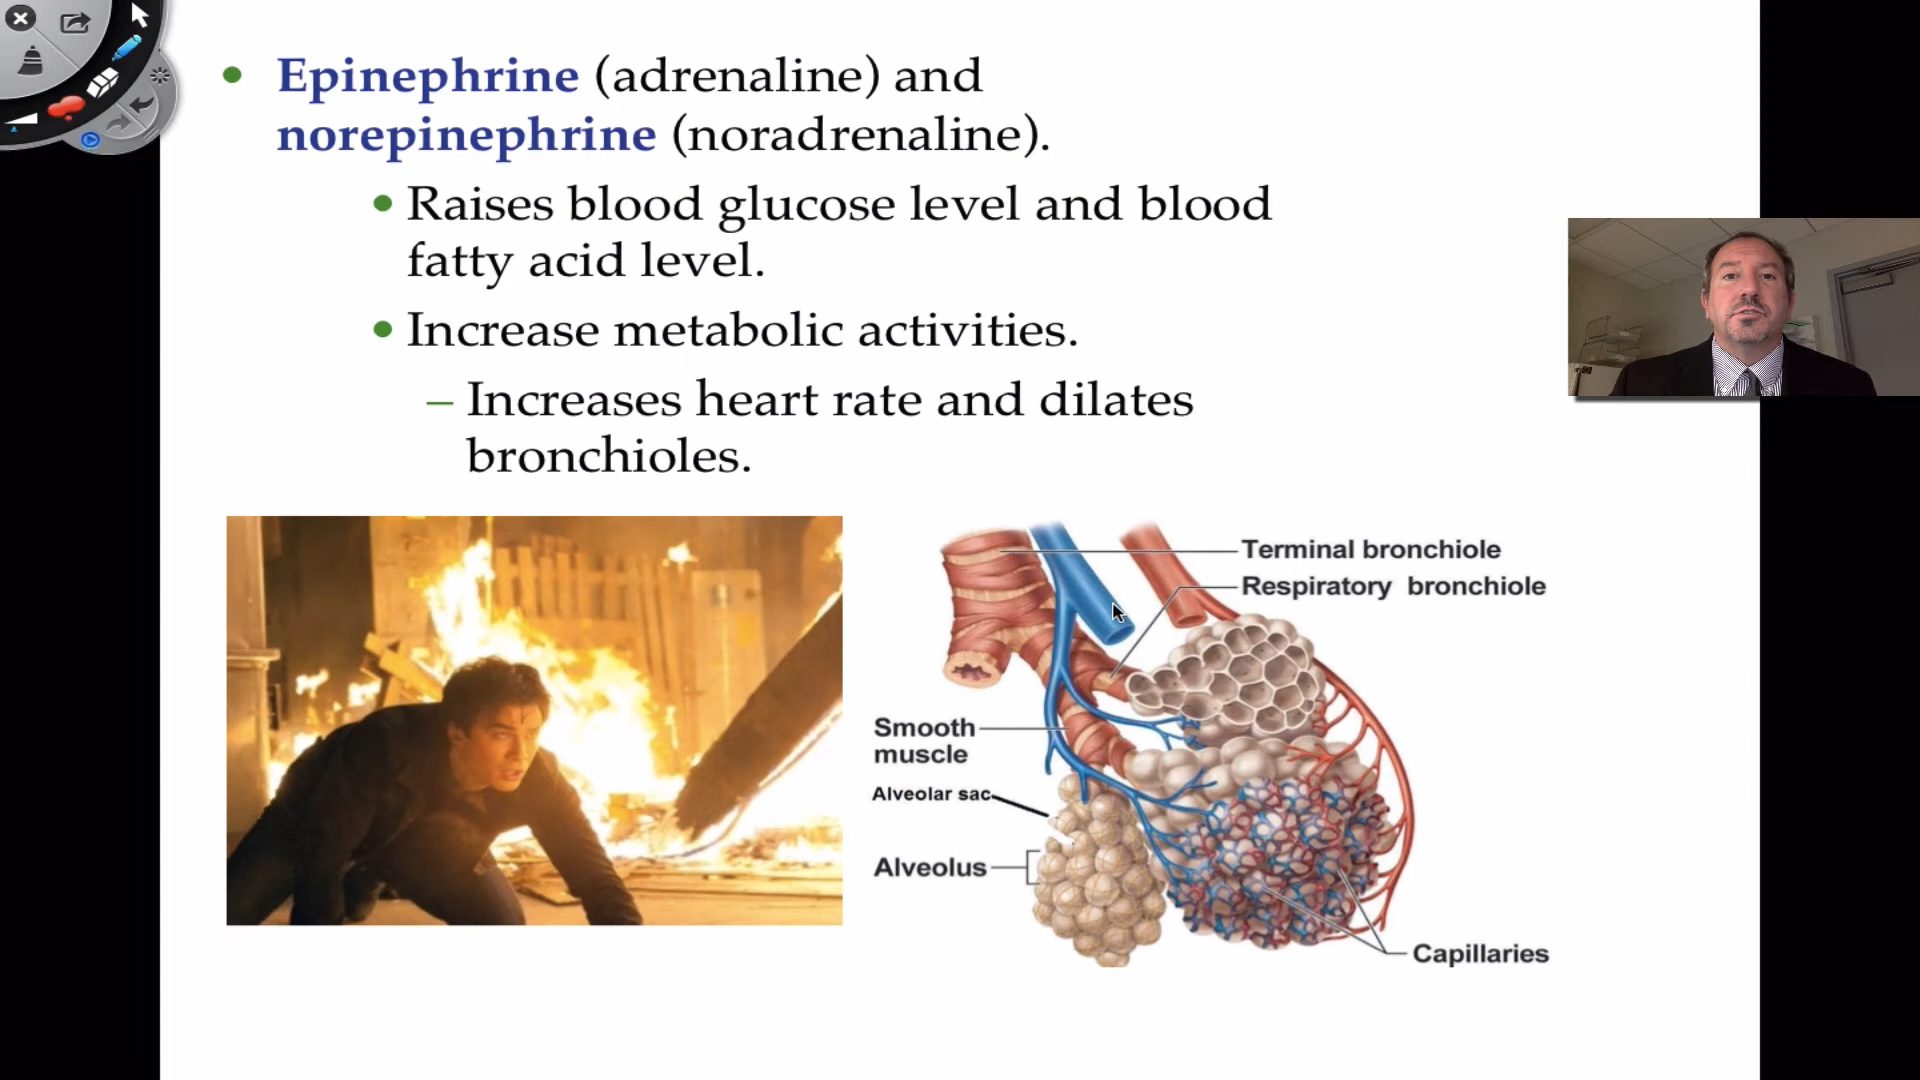 • Epinephrine (adrenaline) and
norepinephrine (noradrenaline).
• Raises blood glucose level and blood
fatty acid level.
• Increase metabolic activities.
– Increases heart rate and dilates
bronchioles.
Terminal bronchiole
Respiratory bronchiole
Smooth
muscle
Alveolar sac
Alveolus
Capillaries